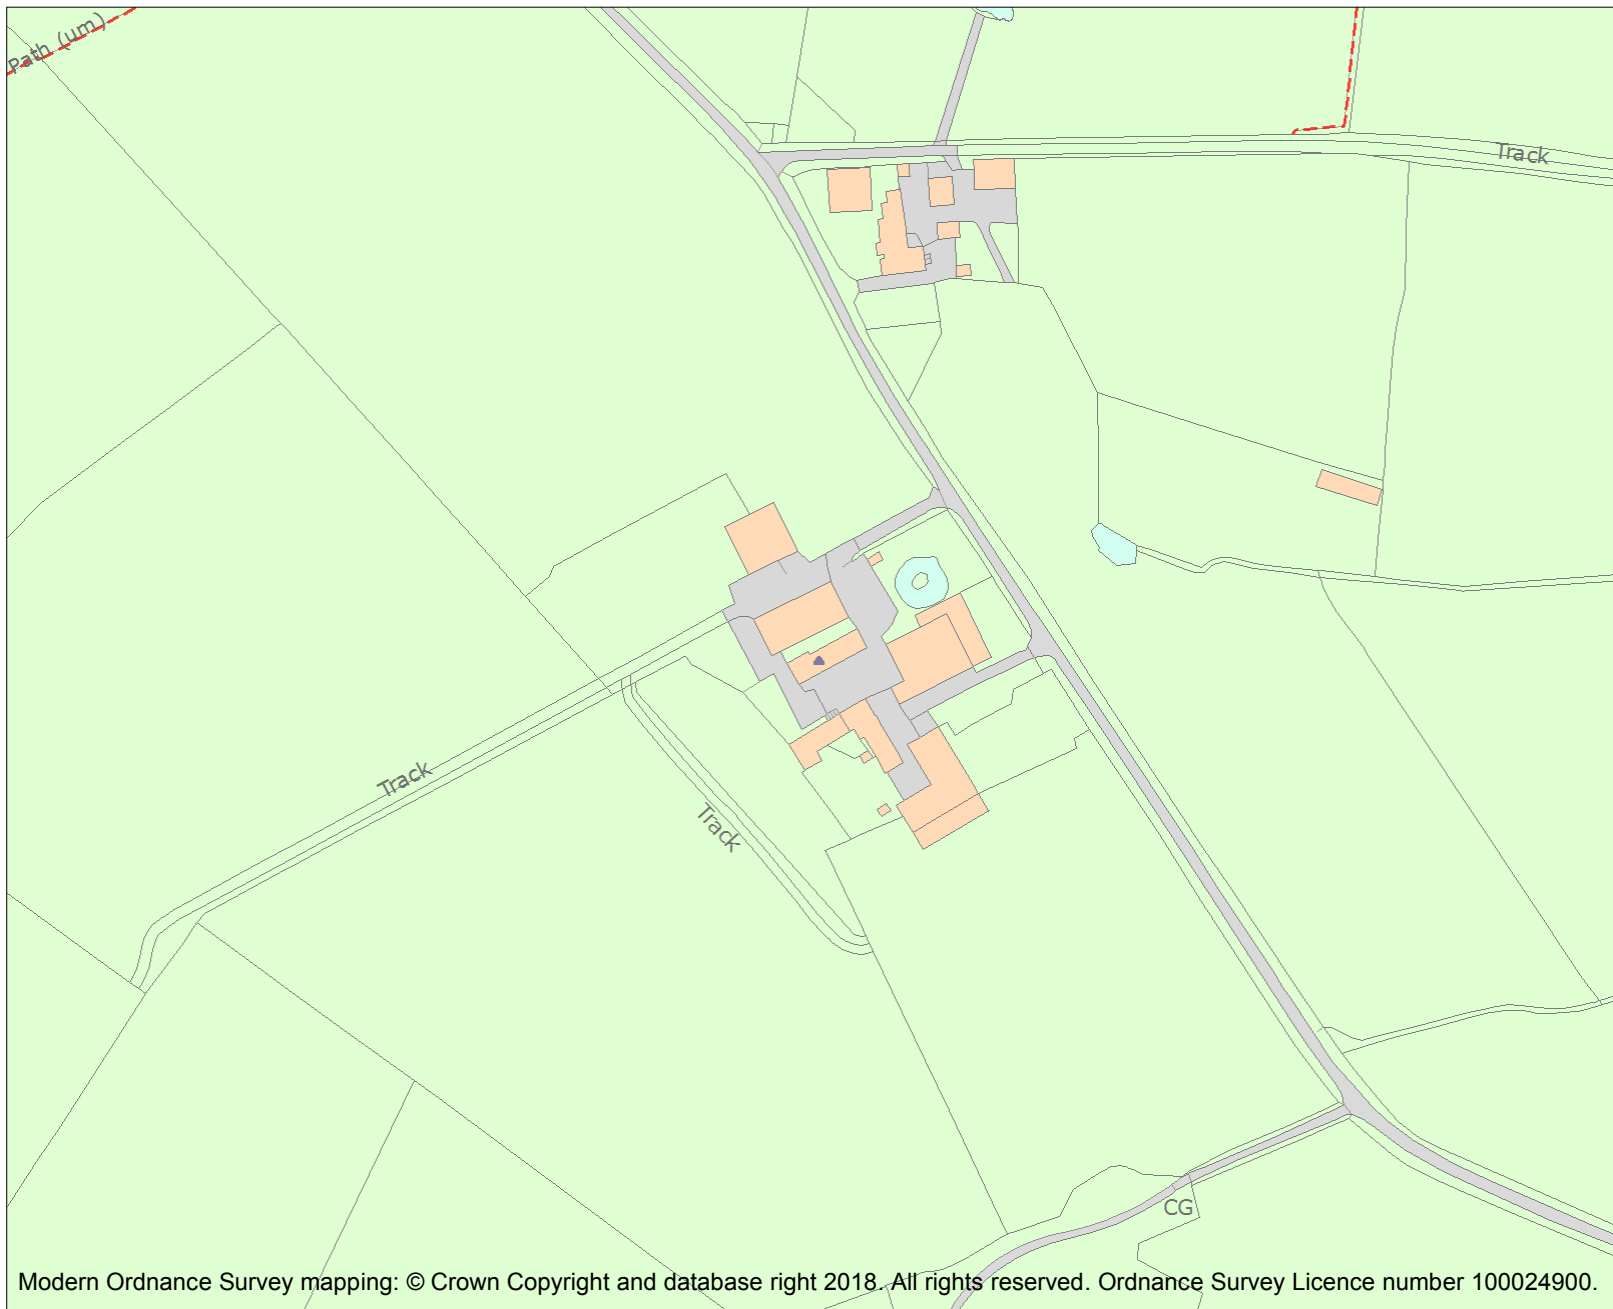 Path (um)
Track
Track
Track
CG
Modern Ordnance Survey mapping: © Crown Copyright and database right 2018. All rights reserved. Ordnance Survey Licence number 100024900.